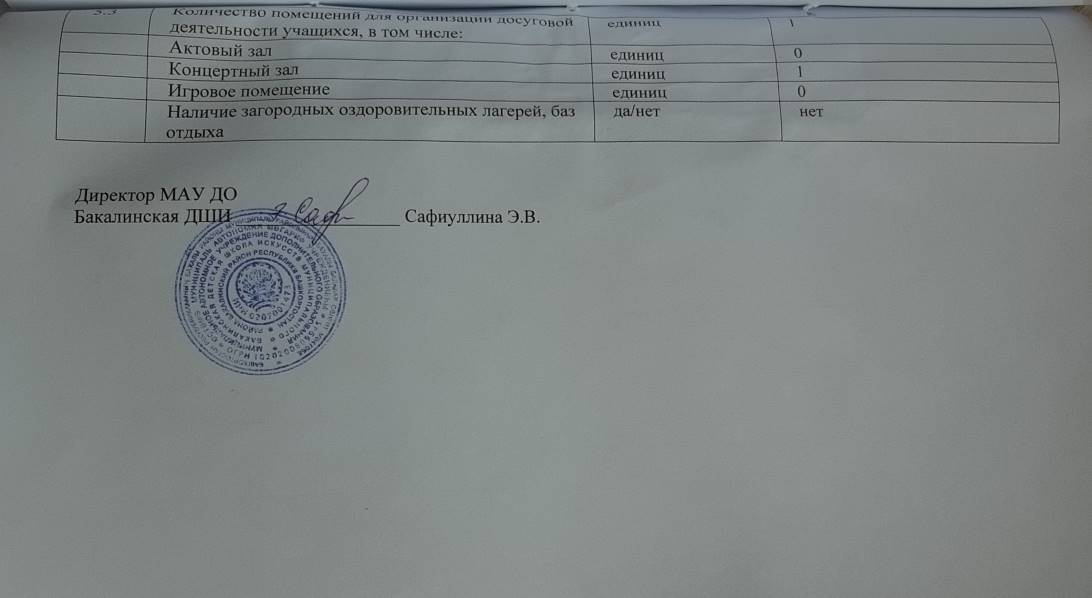 5.3 Количество помещений для организации досуговой единиц 1
деятельности учащихся, в том числе:
Актовый зал единиц 0
Концертный зал единиц 1
Игровое помещение единиц 0
Наличие загородных оздоровительных лагерей, баз да/нет нет
отдыха
Директор МАУ ДО
Бакалинская ДШИ Сафиуллина Э.В.